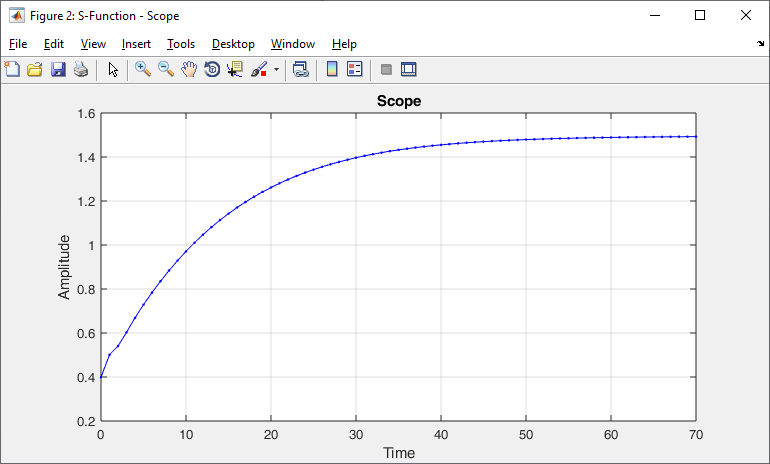 Figure 2: S-Function - Scope
File Edit View Insert Tools Desktop Window Help
Scope
1.6
1.4
1.2
1
0.8
0.6
0.4
0.2
Amplitude
0 10 20 30 40 50 60 70
Time